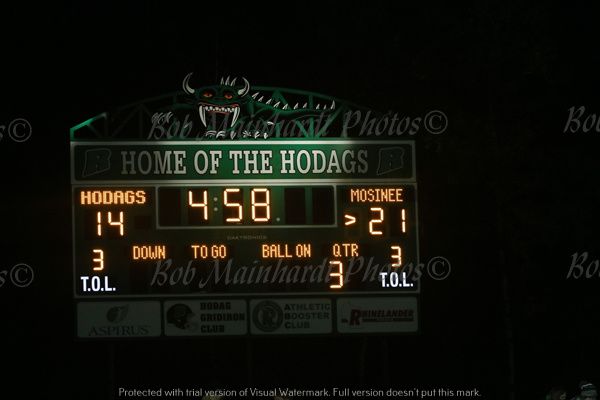 Bob Mainhardt Photos©
R HOME OF THE HODAGS R
HODAGS 4:58 MOSINEE
14 > 21
DAKTRONICS
3 DOWN TO GO BALL ON QTR 3
T.O.L. 3 T.O.L.
Bob Mainhardt Photos©
ASPIRUS HODAG GRIDIRON CLUB R ATHLETIC BOOSTER CLUB RHINELANDER
Protected with trial version of Visual Watermark. Full version doesn't put this mark.